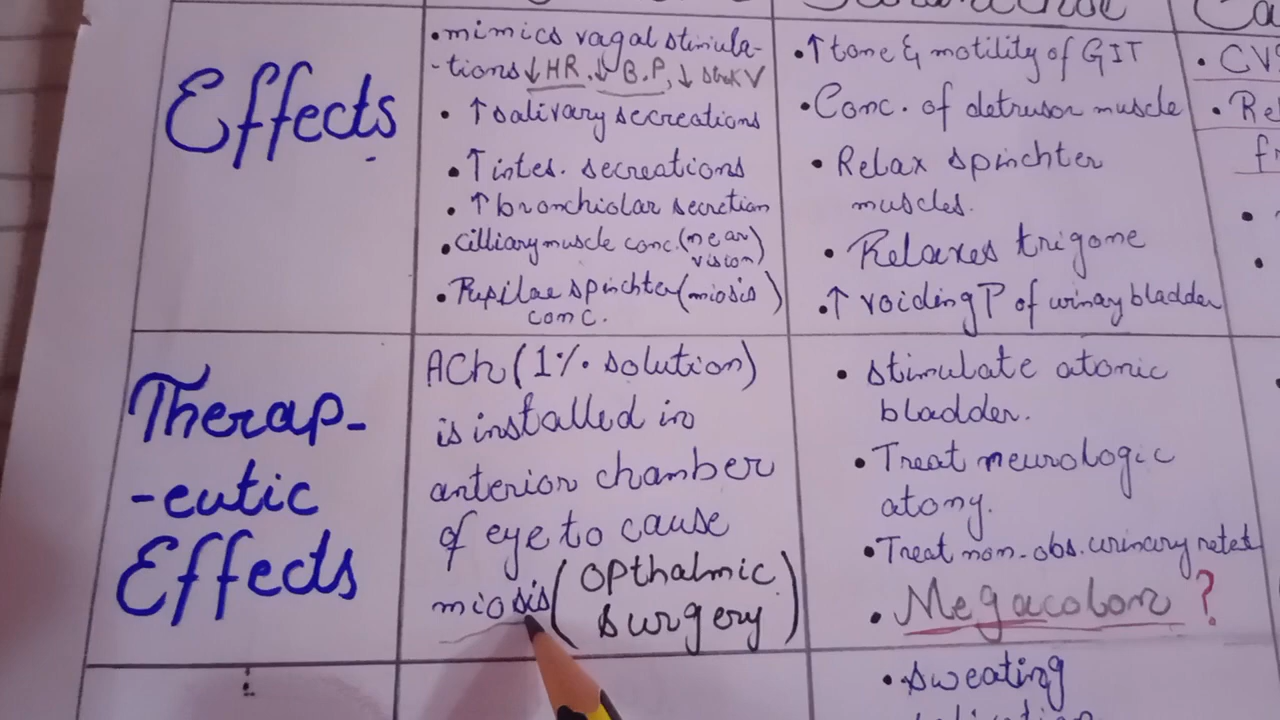 Effects
• mimics vagal stimula-
-tions ↓ HR. ↓ B.P, ↓
• ↑ salivary secreations
• ↑ intes. secreations
• ↑ bronchiolar secretion
• cilliary muscle conc. (near
vision)
• Pupilae spinchter (miosis)
conc.
• ↑ tone & motility of GIT
• Conc. of detrusor muscle
• Relax spinchter
muscles.
• Relaxes trigone
• ↑ voiding P of urinary bladder
• CV
• Re
Therap-
-eutic
Effects
ACh (1% solution)
is installed in
anterior chamber
of eye to cause
miosis (Opthalmic
surgery)
• stimulate atonic
bladder.
• Treat neurologic
atony.
• Treat non-obs. urinary retet
• Megacolon ?
• sweating